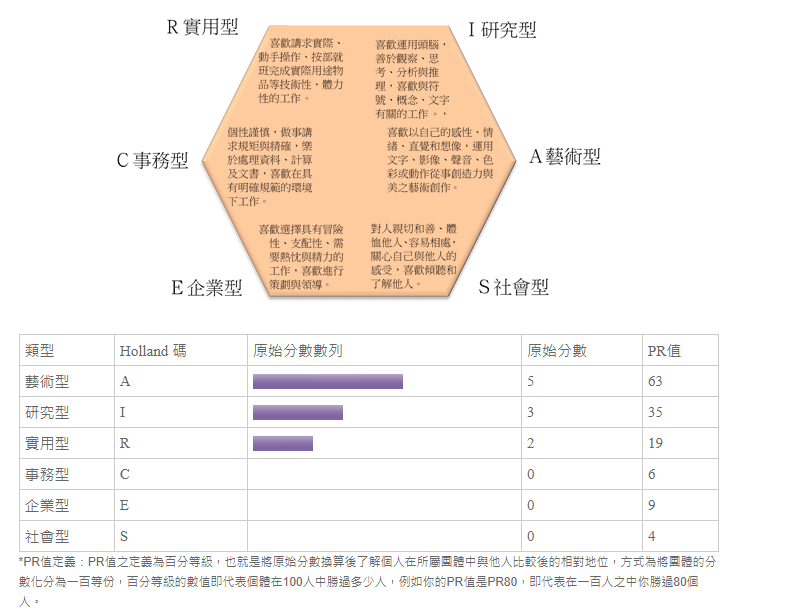 R 實用型
I 研究型
喜歡講求實際、
動手操作、按部就
班完成實際用途物
品等技術性、體力
性的工作。
喜歡運用頭腦，
善於觀察、思
考、分析與推
理，喜歡與符
號、概念、文字
有關的工作。，
C 事務型
個性謹慎，做事講
求規矩與精確，樂
於處理資料、計算
及文書，喜歡在具
有明確規範的環境
下工作。
喜歡以自己的感性、情
緒、直覺和想像，運用
文字、影像、聲音、色
彩或動作從事創造力與
美之藝術創作。
A 藝術型
E 企業型
喜歡選擇具有冒險
性、支配性、需
要熱忱與精力的
工作，喜歡進行
策劃與領導。
對人親切和善、體
恤他人、容易相處，
關心自己與他人的
感受，喜歡傾聽和
了解他人。
S 社會型
類型 Holland 碼 原始分數數列 原始分數 PR值
藝術型 A 5 63
研究型 I 3 35
實用型 R 2 19
事務型 C 0 6
企業型 E 0 9
社會型 S 0 4
*PR值定義：PR值之定義為百分等級，也就是將原始分數換算後了解個人在所屬團體中與他人比較後的相對地位，方式為將團體的分
數化分為一百等份，百分等級的數值即代表個體在100人中勝過多少人，例如你的PR值是PR80，即代表在一百人之中你勝過80個
人。